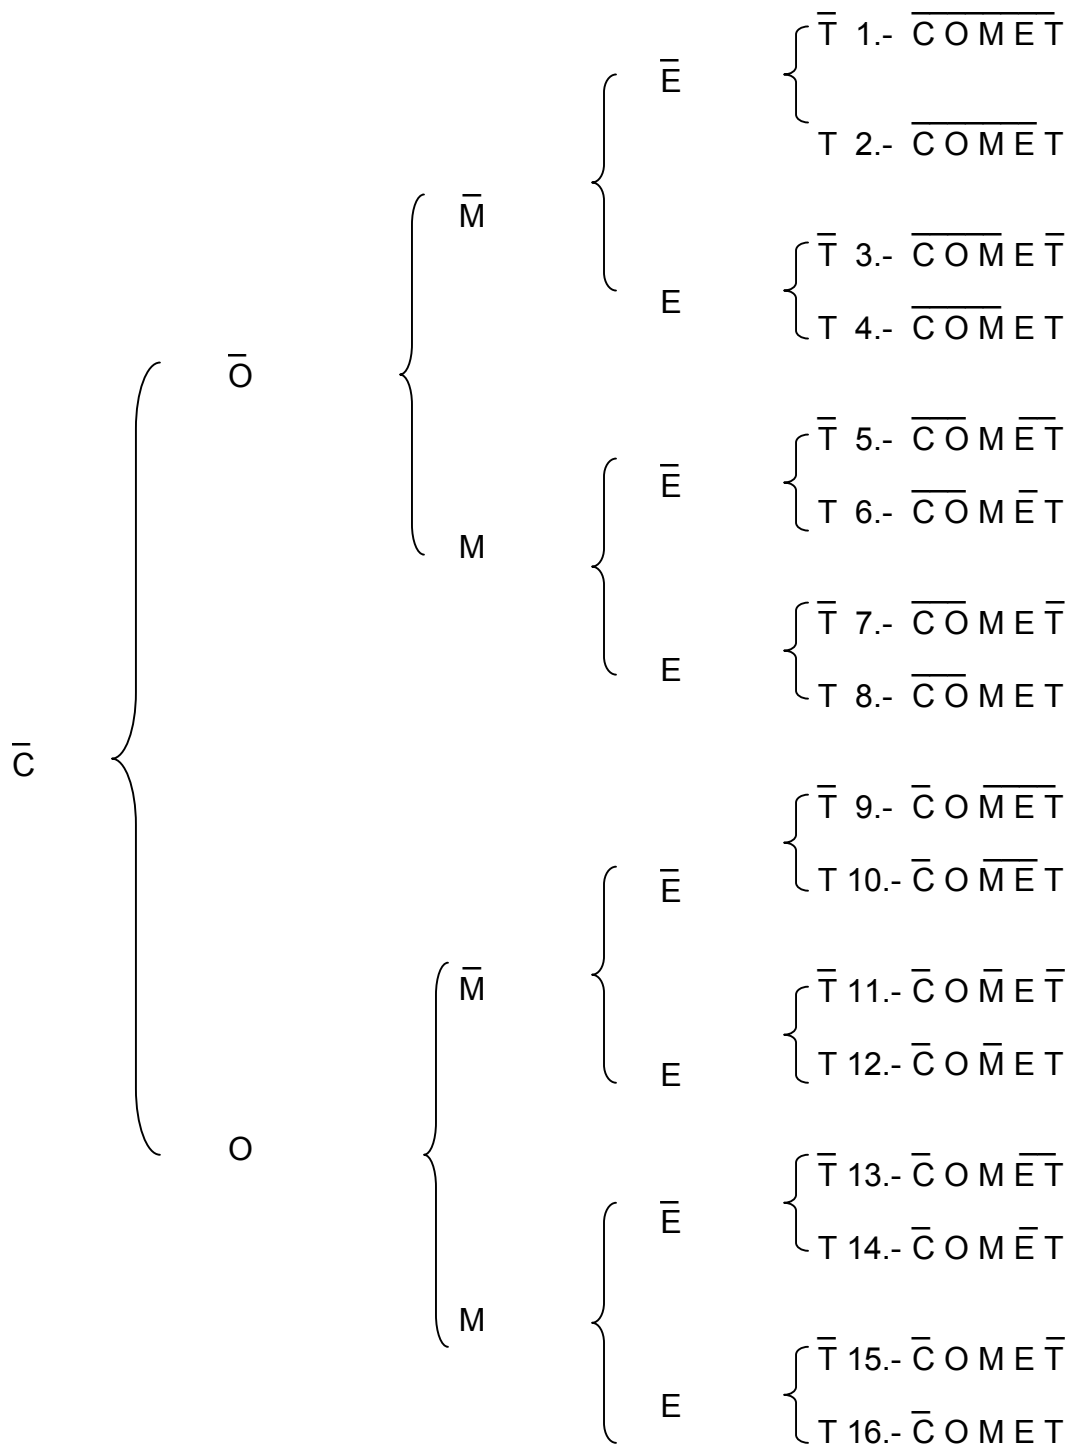 T̅ 1.- C̅ O̅ M̅ E̅ T̅
E̅
T 2.- C̅ O̅ M̅ E̅ T
M̅
T̅ 3.- C̅ O̅ M̅ E T̅
E
T 4.- C̅ O̅ M̅ E T
O̅
T̅ 5.- C̅ O̅ M E̅ T̅
E̅
T 6.- C̅ O̅ M E̅ T
M
T̅ 7.- C̅ O̅ M E T̅
E
T 8.- C̅ O̅ M E T
C̅
T̅ 9.- C̅ O M̅ E̅ T̅
E̅
T 10.- C̅ O M̅ E̅ T
M̅
T̅ 11.- C̅ O M̅ E T̅
E
T 12.- C̅ O M̅ E T
O
T̅ 13.- C̅ O M E̅ T̅
E̅
T 14.- C̅ O M E̅ T
M
T̅ 15.- C̅ O M E T̅
E
T 16.- C̅ O M E T